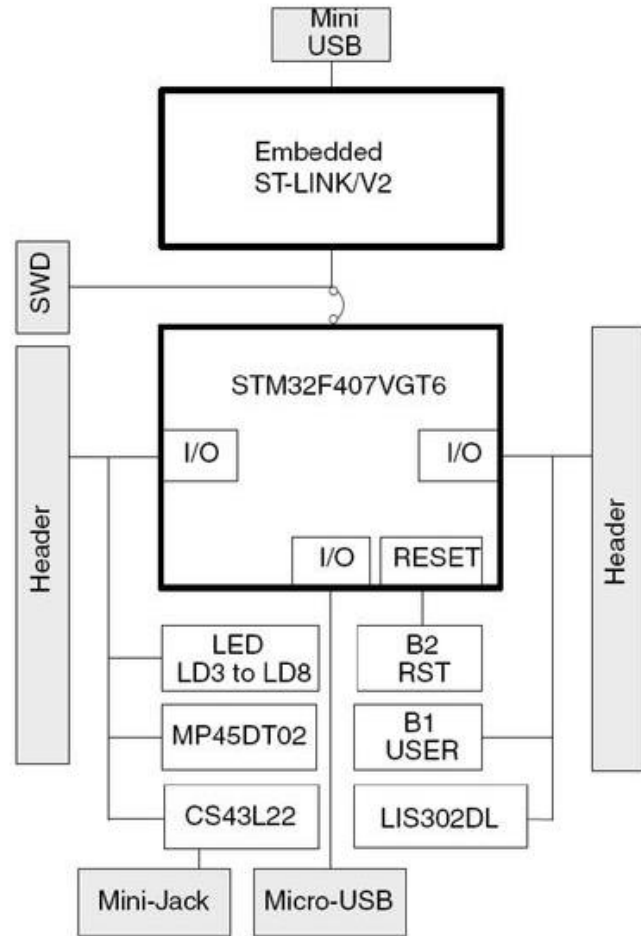 Mini
USB
Embedded
ST-LINK/V2
SWD
STM32F407VGT6
I/O
I/O
I/O
RESET
Header
Header
LED
LD3 to LD8
B2
RST
MP45DT02
B1
USER
CS43L22
LIS302DL
Mini-Jack
Micro-USB